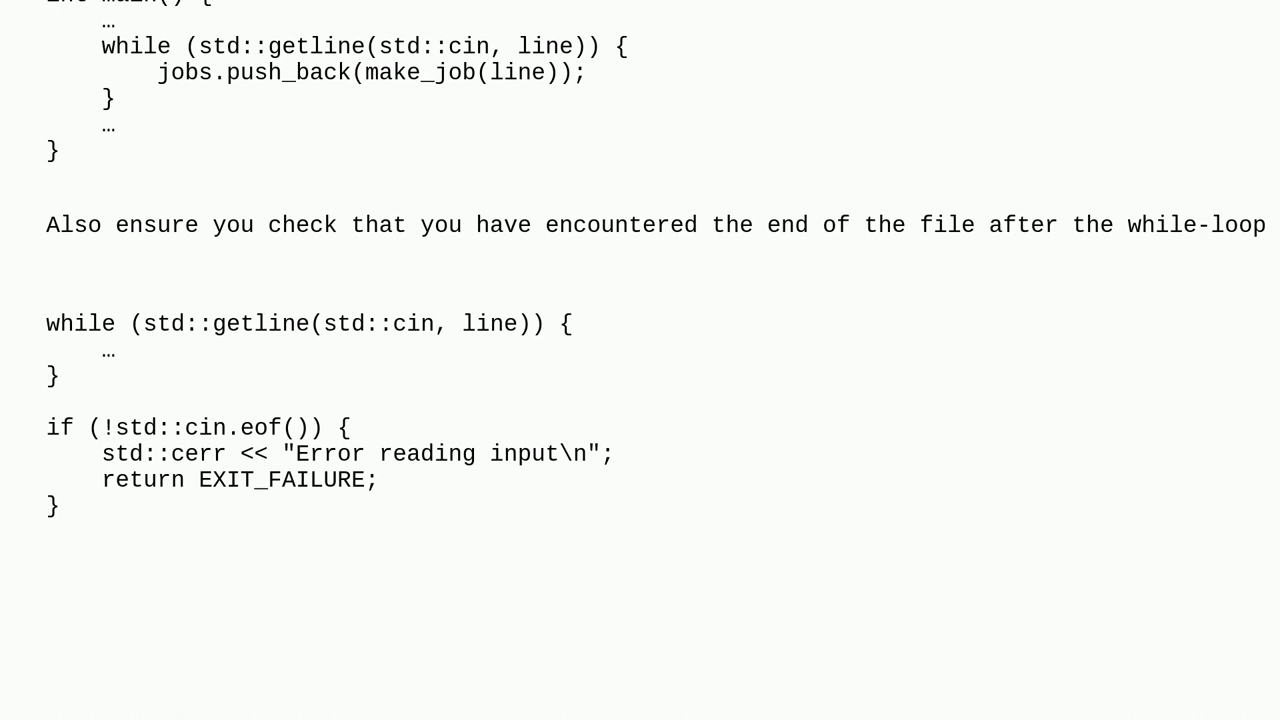 int main() {
    …
    while (std::getline(std::cin, line)) {
        jobs.push_back(make_job(line));
    }
    …
}
Also ensure you check that you have encountered the end of the file after the while-loop
while (std::getline(std::cin, line)) {
    …
}
if (!std::cin.eof()) {
    std::cerr << "Error reading input\n";
    return EXIT_FAILURE;
}